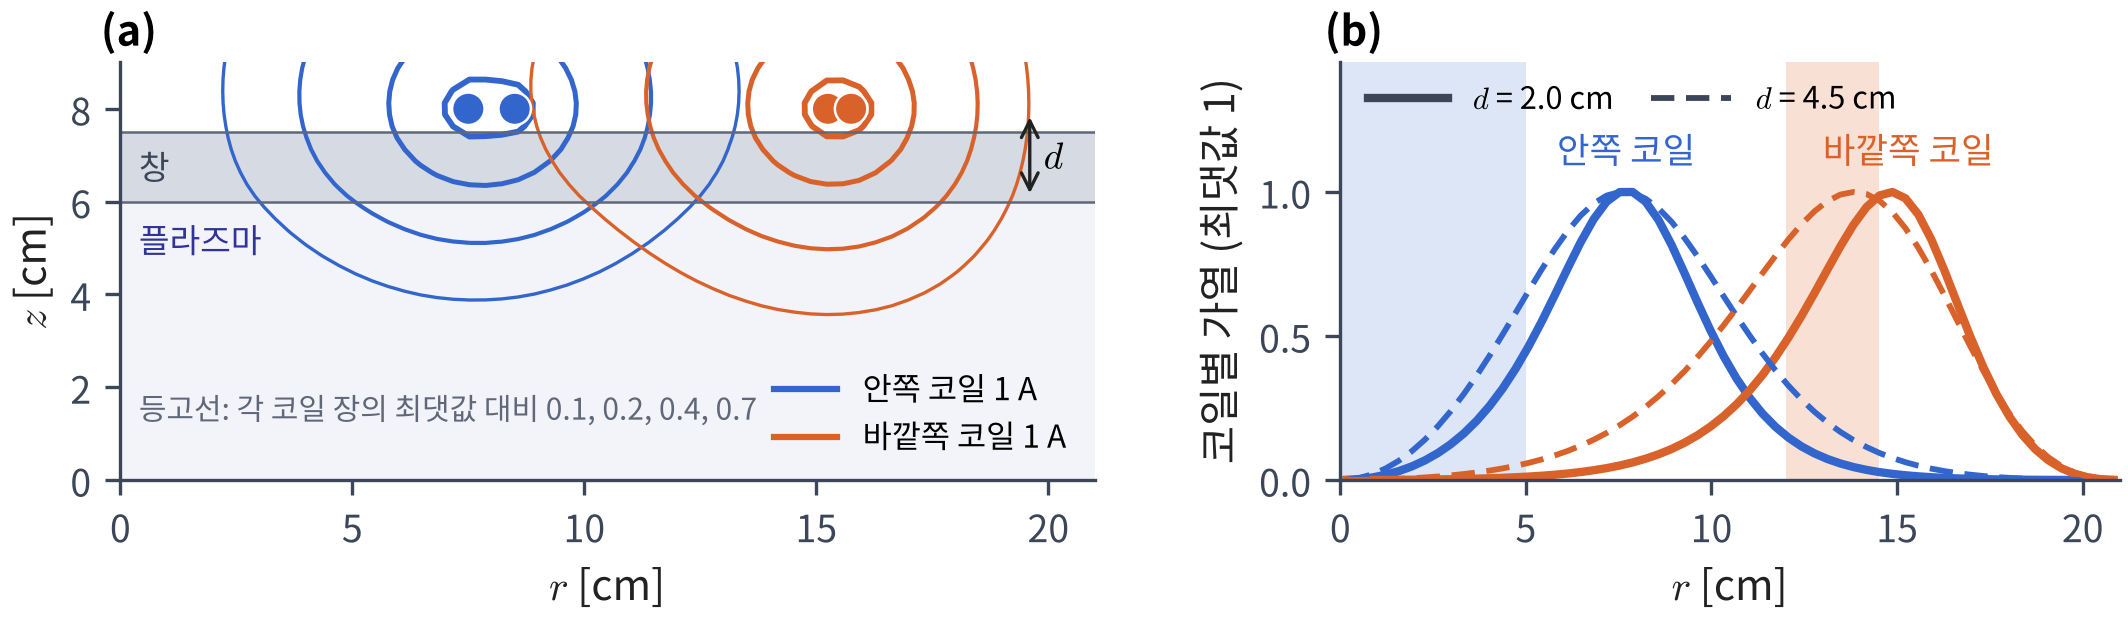 (a)
8
6
4
2
0
z [cm]
창
플라즈마
d
등고선: 각 코일 장의 최댓값 대비 0.1, 0.2, 0.4, 0.7
안쪽 코일 1 A
바깥쪽 코일 1 A
0 5 10 15 20
r [cm]
(b)
코일별 가열 (최댓값 1)
d = 2.0 cm d = 4.5 cm
안쪽 코일 바깥쪽 코일
1.0
0.5
0.0
0 5 10 15 20
r [cm]